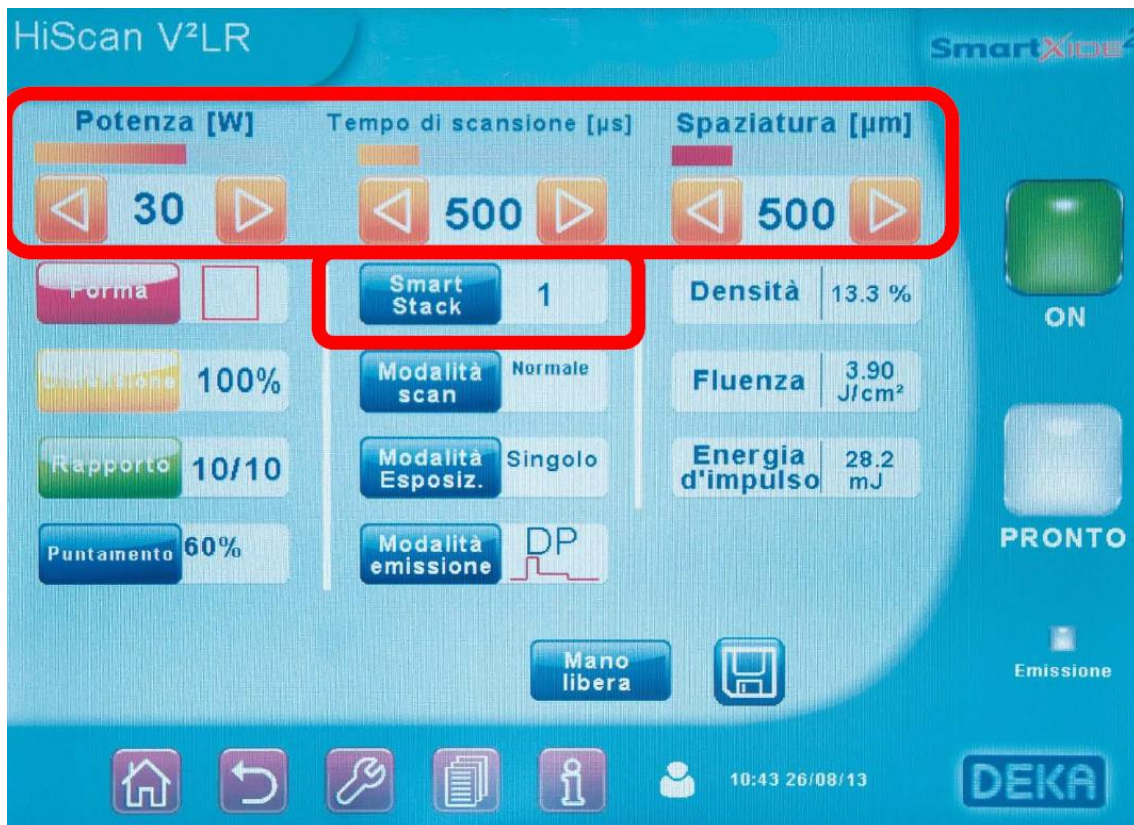 HiScan V²LR
SmartXIDE²
Potenza [W]
Tempo di scansione [µs]
Spaziatura [µm]
30
500
500
Forma
Smart
Stack
1
Densità
13.3 %
ON
Dimensione
100%
Modalità
scan
Normale
Fluenza
3.90
J/cm²
Rapporto
10/10
Modalità
Esposiz.
Singolo
Energia
d'impulso
28.2
mJ
Puntamento
60%
Modalità
emissione
DP
PRONTO
Mano
libera
Emissione
10:43 26/08/13
DEKA